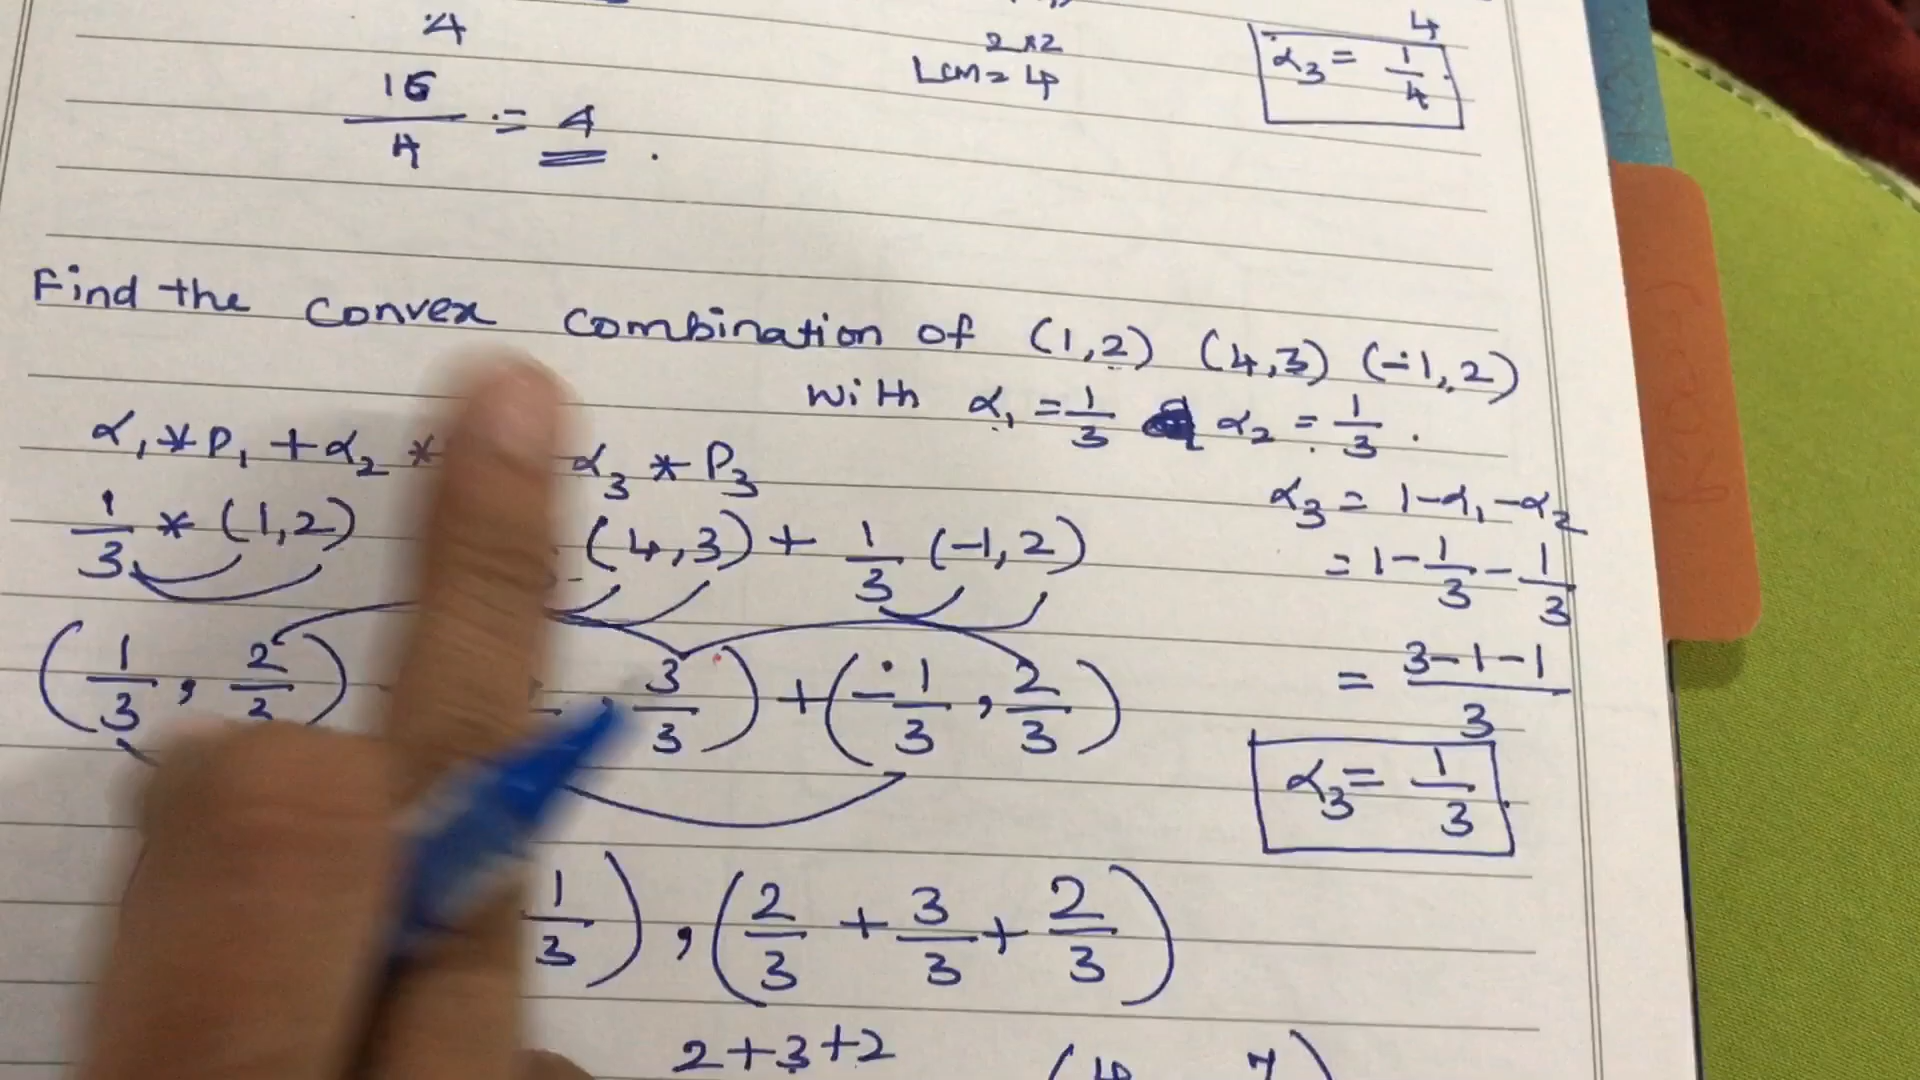 4
16/4 = 4 .
2 × 2
LCM = 4
4
α₃ = 1/4
Find the convex combination of (1,2) (4,3) (-1,2)
With α₁ = 1/3 α₂ = 1/3 .
α₁ * P₁ + α₂ * α₃ * P₃
1/3 * (1,2) (4,3) + 1/3 (-1,2)
(1/3 , 2/3) , 3/3) + (-1/3 , 2/3)
α₃ = 1-α₁-α₂
= 1 - 1/3 - 1/3
= 3-1-1/3
α₃ = 1/3
1/3) , (2/3 + 3/3 + 2/3)
2+3+2